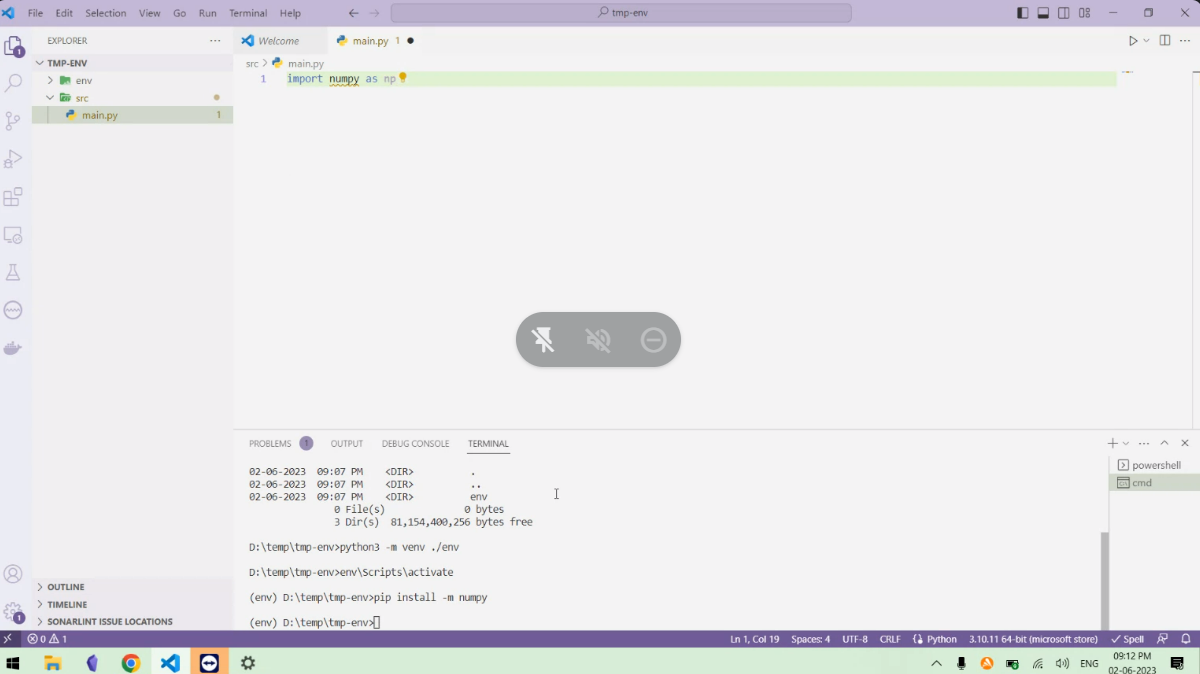 File Edit Selection View Go Run Terminal Help
tmp-env
EXPLORER
Welcome
main.py 1
TMP-ENV
env
src
main.py 1
src > main.py
1 import numpy as np
PROBLEMS 1 OUTPUT DEBUG CONSOLE TERMINAL
powershell
cmd
02-06-2023 09:07 PM <DIR> .
02-06-2023 09:07 PM <DIR> ..
02-06-2023 09:07 PM <DIR> env
0 File(s) 0 bytes
3 Dir(s) 81,154,400,256 bytes free
D:\temp\tmp-env>python3 -m venv ./env
D:\temp\tmp-env>env\Scripts\activate
(env) D:\temp\tmp-env>pip install -m numpy
(env) D:\temp\tmp-env>
OUTLINE
TIMELINE
SONARLINT ISSUE LOCATIONS
1
1
0 1
Ln 1, Col 19 Spaces: 4 UTF-8 CRLF Python 3.10.11 64-bit (microsoft store) Spell
ENG
09:12 PM
02-06-2023